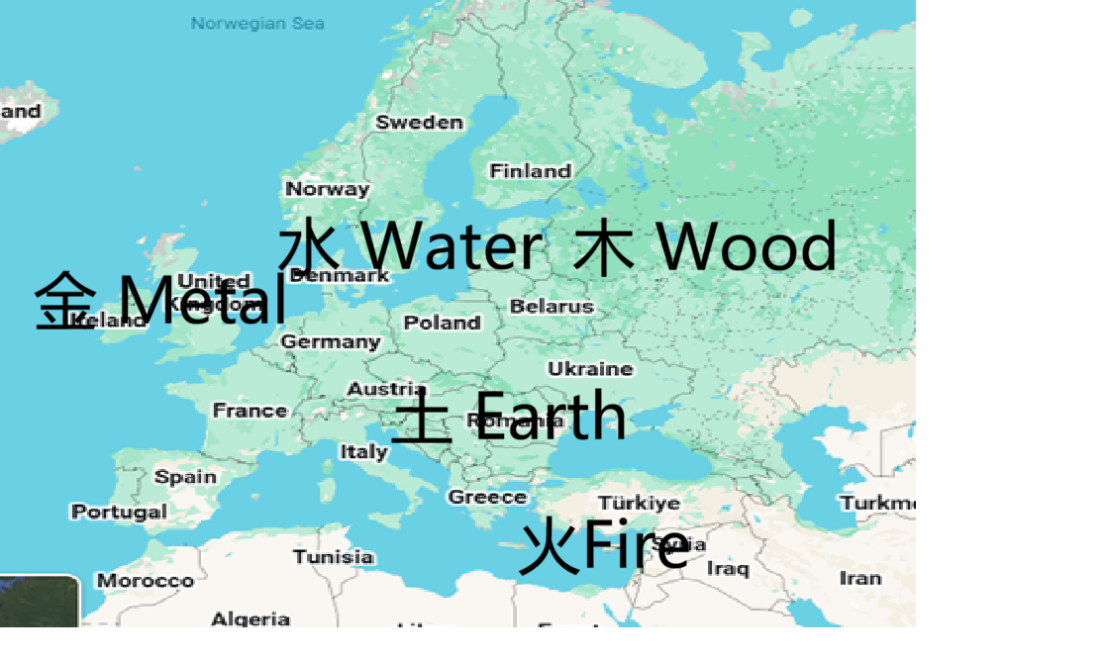 Norwegian Sea
and
Sweden
Finland
Norway
水 Water 木 Wood
Denmark
United
Kingdom
金 Metal
Ireland
Belarus
Poland
Germany
Ukraine
Austria
France
土 Earth
Romania
Italy
Spain
Greece
Portugal
Türkiye
Turkm
火Fire
Syria
Tunisia
Iraq
Morocco
Iran
Algeria